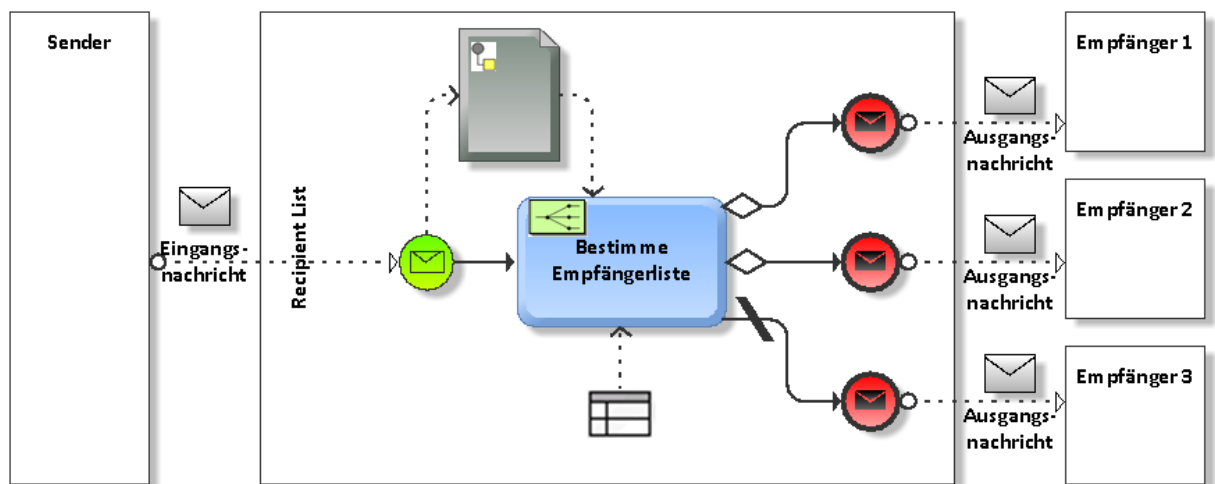 Sender
Eingangs-
nachricht
Recipient List
Bestimme
Empfängerliste
Ausgangs-
nachricht
Ausgangs-
nachricht
Ausgangs-
nachricht
Empfänger 1
Empfänger 2
Empfänger 3